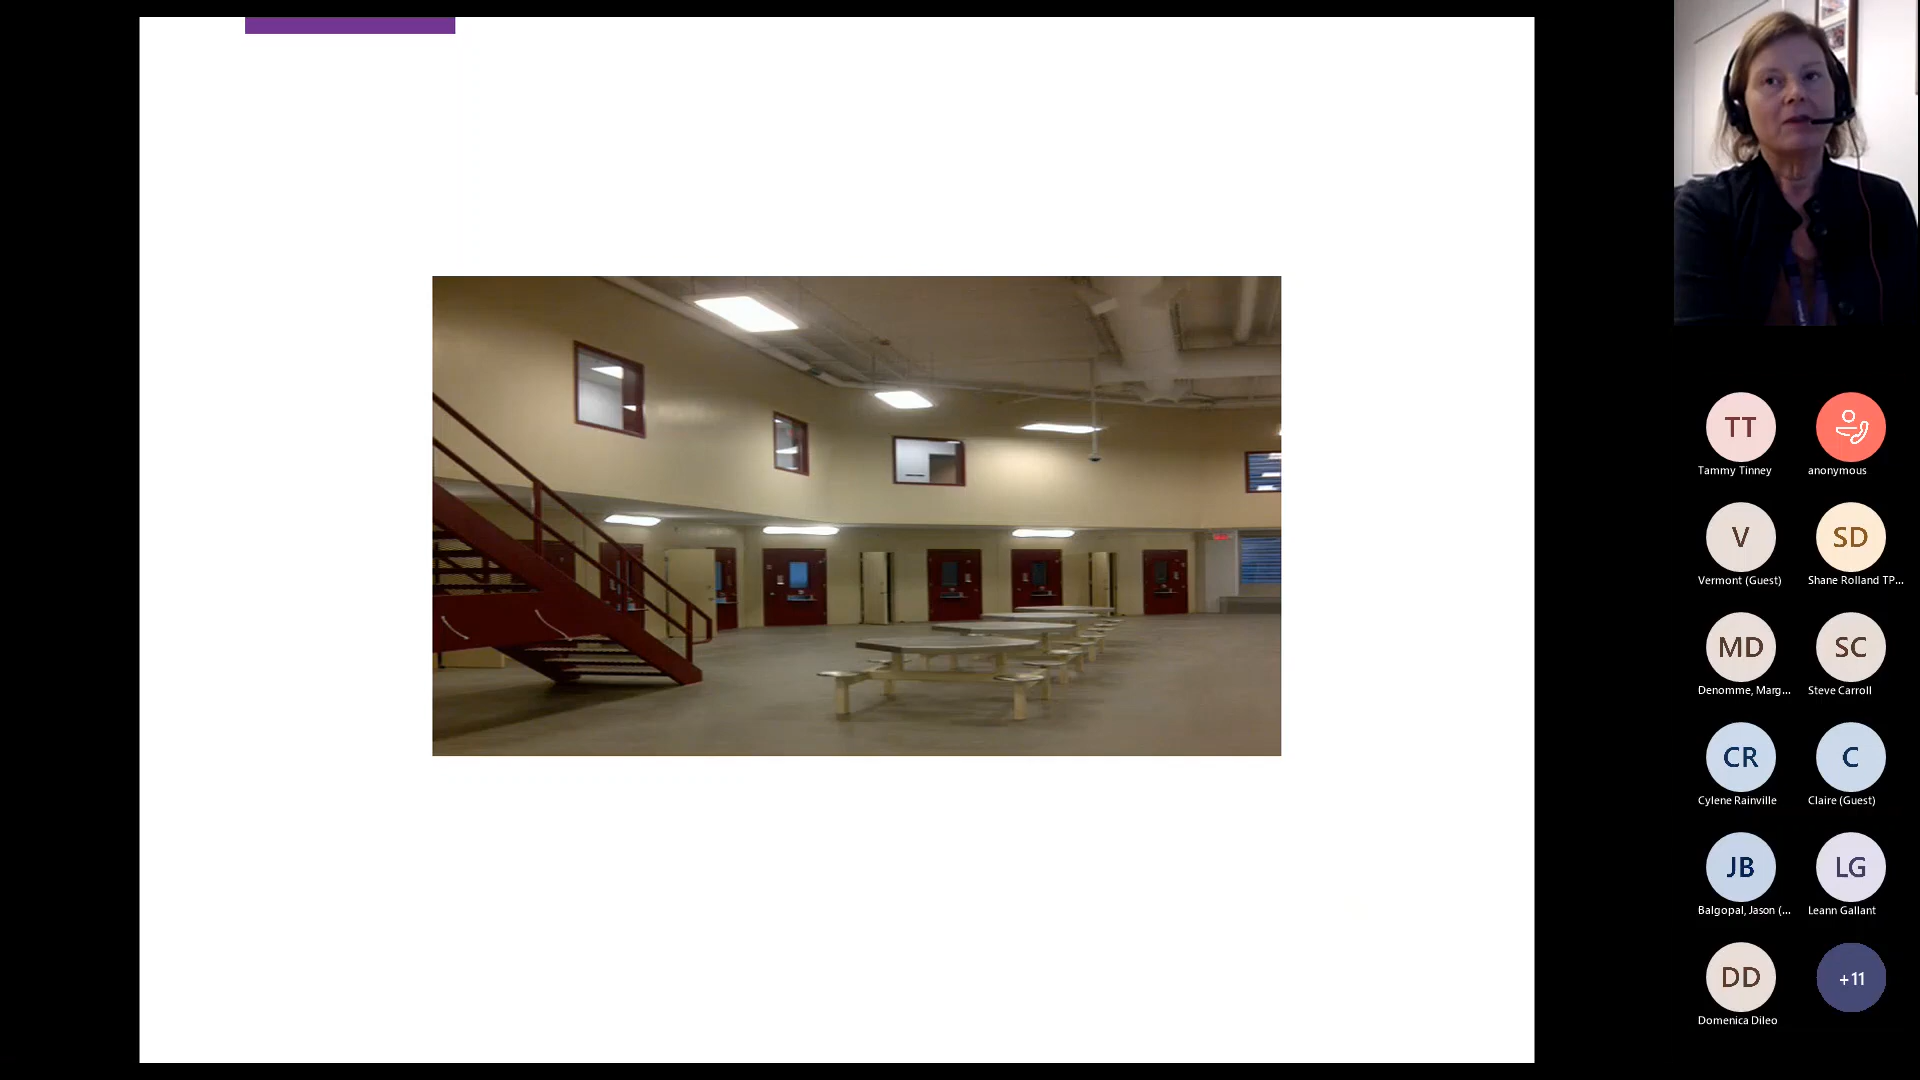 TT
Tammy Tinney
anonymous
V
Vermont (Guest)
SD
Shane Rolland TP...
MD
Denomme, Marg...
SC
Steve Carroll
CR
Cylene Rainville
C
Claire (Guest)
JB
Balgopal, Jason (...
LG
Leann Gallant
DD
Domenica Dileo
+11